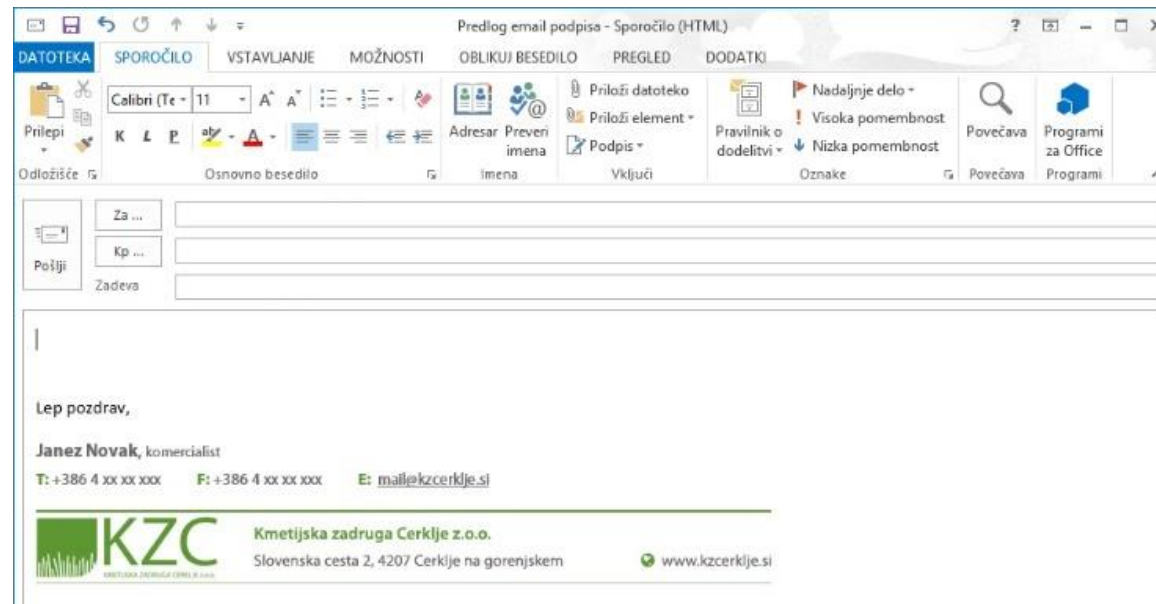 Predlog email podpisa - Sporočilo (HTML)
DATOTEKA SPOROČILO VSTAVLJANJE MOŽNOSTI OBLIKUJ BESEDILO PREGLED DODATKI
Prilepi
Calibri (Te 11
K L P
Adresar
Preveri imena
Priloži datoteko
Priloži element
Podpis
Pravilnik o dodelitvi
Nadaljnje delo
Visoka pomembnost
Nizka pomembnost
Povečava
Programi za Office
Odložišče Osnovno besedilo Imena Vključi Oznake Povečava Programi
Pošlji
Za ...
Kp ...
Zadeva
Lep pozdrav,
Janez Novak, komercialist
T: +386 4 xx xx xxx F: +386 4 xx xx xxx E: mail@kzcerklje.si
KZC
KMETIJSKA ZADRUGA CERKLJE z.o.o.
Kmetijska zadruga Cerklje z.o.o.
Slovenska cesta 2, 4207 Cerklje na gorenjskem www.kzcerklje.si